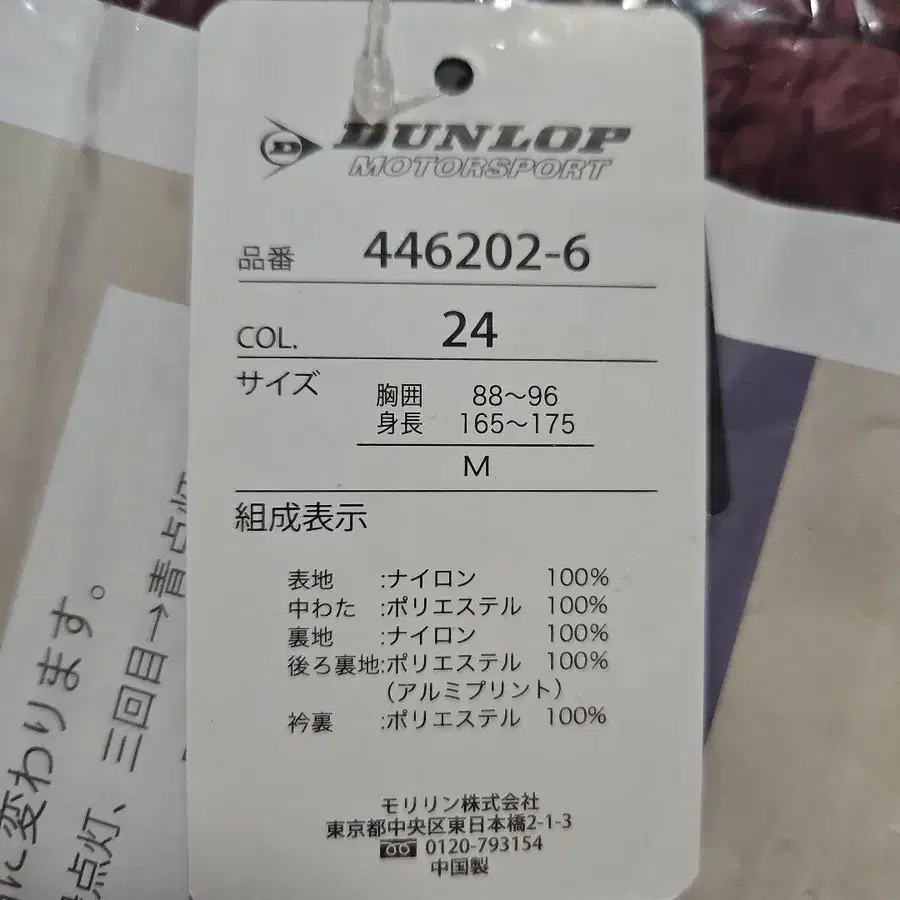 D DUNLOP
MOTORSPORT
品番 446202-6
COL. 24
サイズ
胸囲 88〜96
身長 165〜175
M
組成表示
表地 :ナイロン 100%
中わた :ポリエステル 100%
裏地 :ナイロン 100%
後ろ裏地:ポリエステル 100%
（アルミプリント）
衿裏 :ポリエステル 100%
モリリン株式会社
東京都中央区東日本橋2-1-3
0120-793154
中国製
に変わります。
点灯、三回目→着点灯